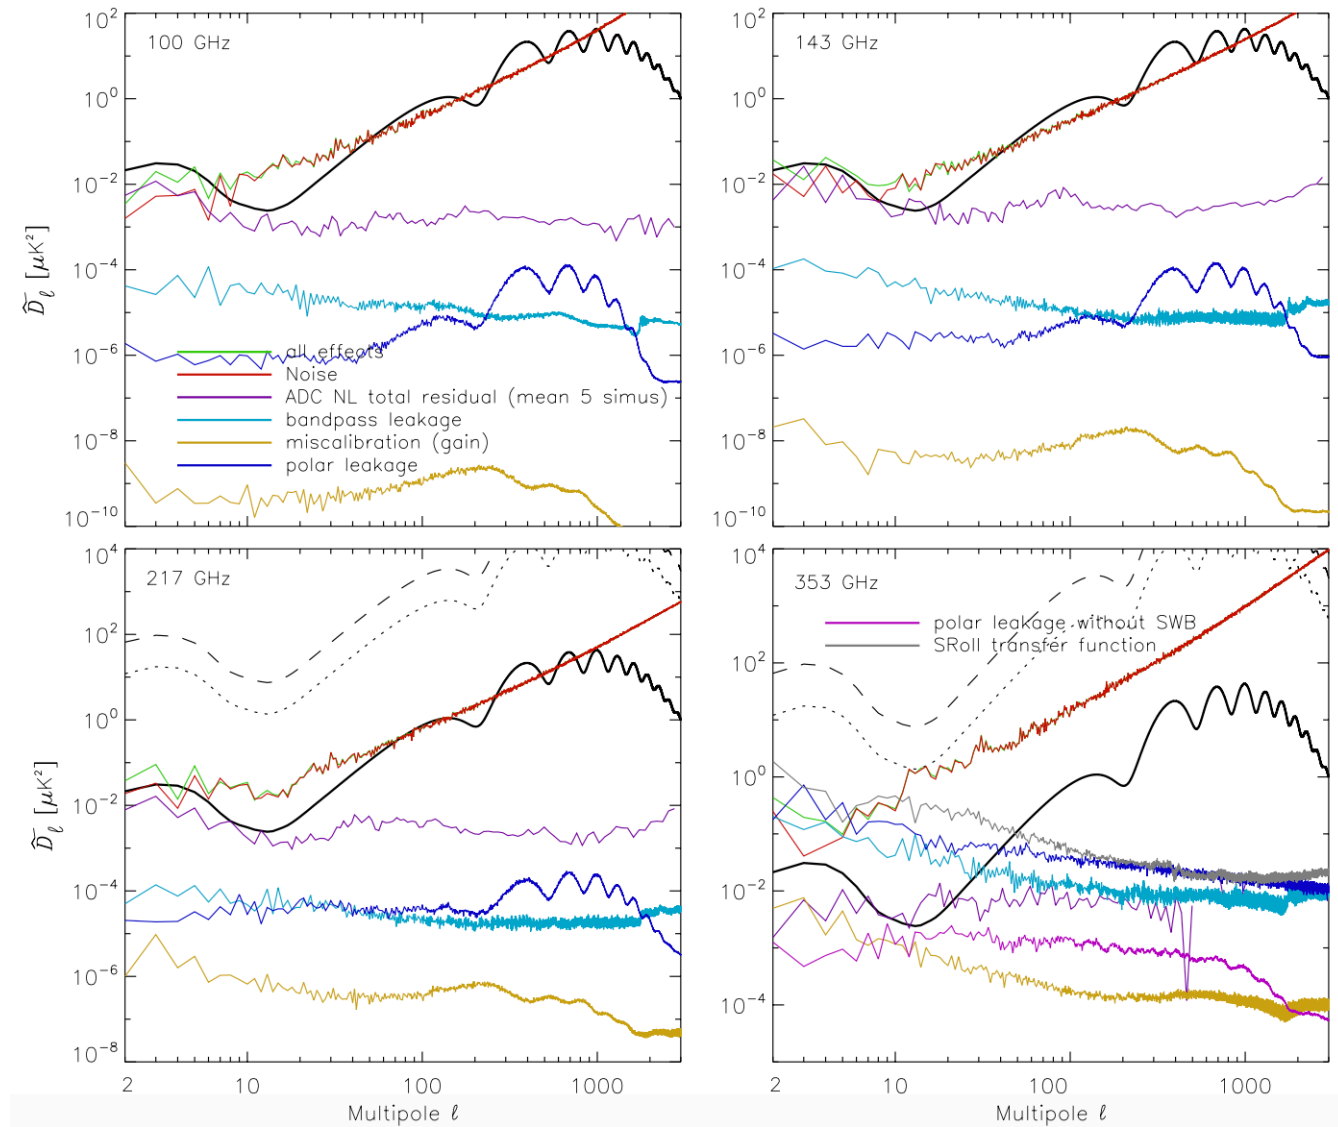 10² 10²
100 GHz 143 GHz
10⁰ 10⁰
10⁻² 10⁻²
D̃ℓ [μK²]
10⁻⁴ 10⁻⁴
10⁻⁶ 10⁻⁶
all effects
Noise
ADC NL total residual (mean 5 simus)
bandpass leakage
miscalibration (gain)
polar leakage
10⁻⁸ 10⁻⁸
10⁻¹⁰ 10⁻¹⁰
10⁴ 10⁴
217 GHz 353 GHz
polar leakage without SWB
SRoll transfer function
10² 10²
10⁰ 10⁰
D̃ℓ [μK²]
10⁻² 10⁻²
10⁻⁴ 10⁻⁴
10⁻⁶
10⁻⁸
2 10 100 1000 2 10 100 1000
Multipole ℓ Multipole ℓ